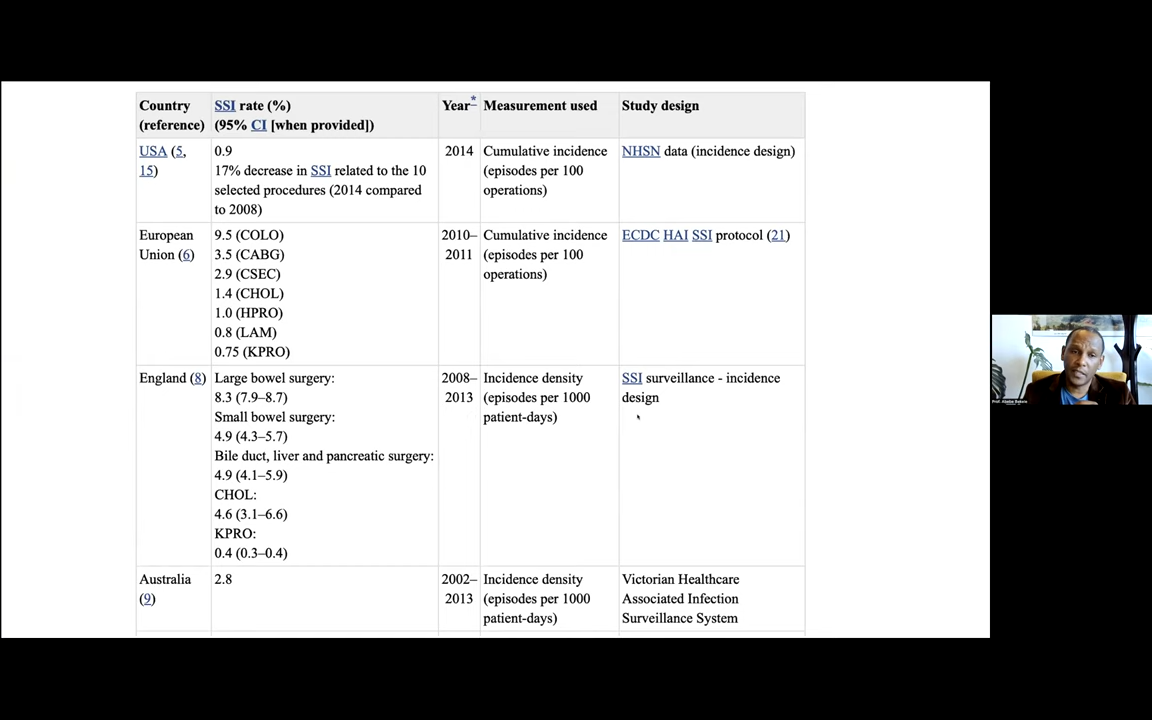 Country
(reference)
SSI rate (%)
(95% CI [when provided])
Year*
Measurement used
Study design
USA (5,
15)
0.9
17% decrease in SSI related to the 10
selected procedures (2014 compared
to 2008)
2014
Cumulative incidence
(episodes per 100
operations)
NHSN data (incidence design)
European
Union (6)
9.5 (COLO)
3.5 (CABG)
2.9 (CSEC)
1.4 (CHOL)
1.0 (HPRO)
0.8 (LAM)
0.75 (KPRO)
2010–
2011
Cumulative incidence
(episodes per 100
operations)
ECDC HAI SSI protocol (21)
England (8)
Large bowel surgery:
8.3 (7.9–8.7)
Small bowel surgery:
4.9 (4.3–5.7)
Bile duct, liver and pancreatic surgery:
4.9 (4.1–5.9)
CHOL:
4.6 (3.1–6.6)
KPRO:
0.4 (0.3–0.4)
2008–
2013
Incidence density
(episodes per 1000
patient-days)
SSI surveillance - incidence
design
Australia
(9)
2.8
2002–
2013
Incidence density
(episodes per 1000
patient-days)
Victorian Healthcare
Associated Infection
Surveillance System
Prof. Abebe Bekele